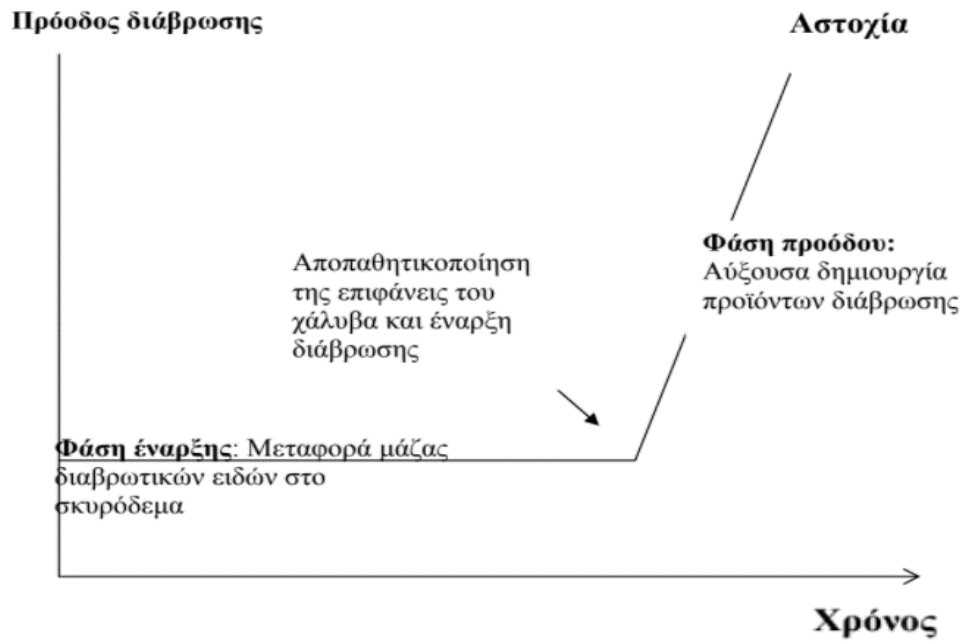 Πρόοδος διάβρωσης
Αστοχία
Αποπαθητικοποίηση
της επιφάνεις του
χάλυβα και έναρξη
διάβρωσης
Φάση προόδου:
Αύξουσα δημιουργία
προϊόντων διάβρωσης
Φάση έναρξης: Μεταφορά μάζας
διαβρωτικών ειδών στο
σκυρόδεμα
Χρόνος